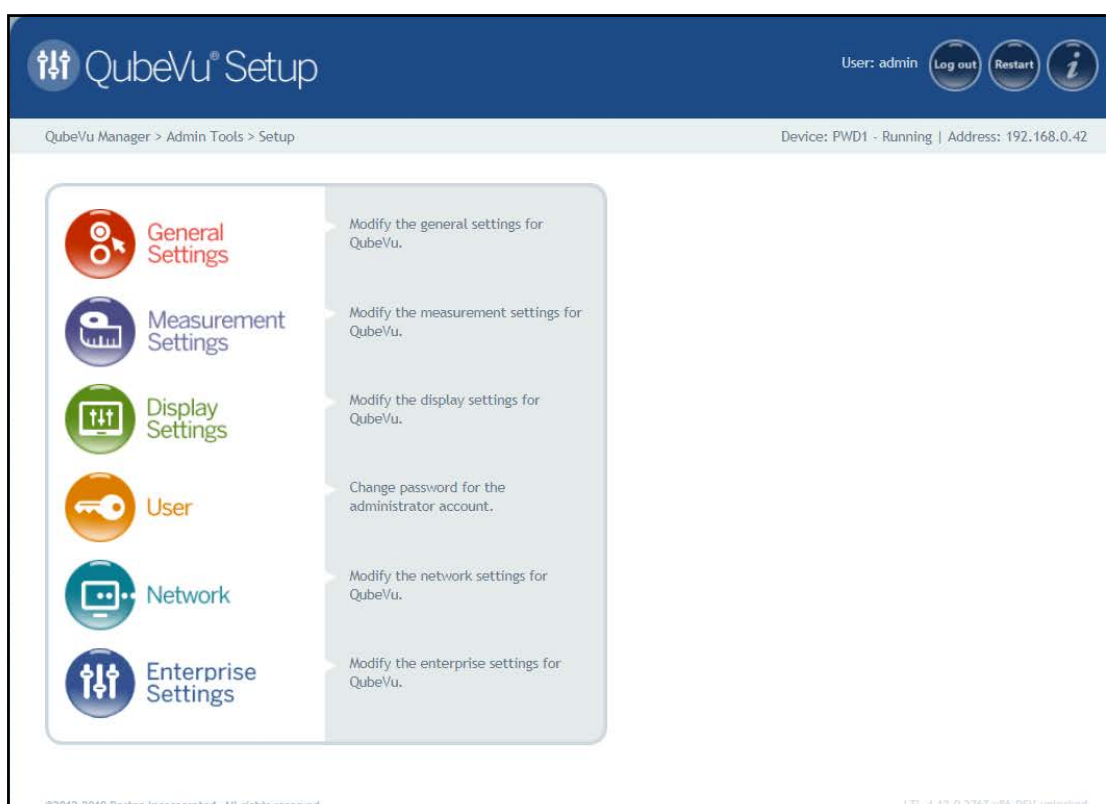 QubeVu® Setup
User: admin
Log out
Restart
i
QubeVu Manager > Admin Tools > Setup
Device: PWD1 - Running | Address: 192.168.0.42
General
Settings
Modify the general settings for
QubeVu.
Measurement
Settings
Modify the measurement settings for
QubeVu.
Display
Settings
Modify the display settings for
QubeVu.
User
Change password for the
administrator account.
Network
Modify the network settings for
QubeVu.
Enterprise
Settings
Modify the enterprise settings for
QubeVu.